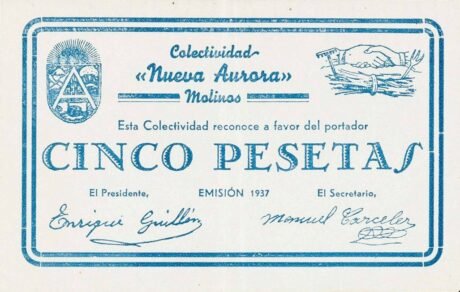 Colectividad
«Nueva Aurora»
Molinos
Esta Colectividad reconoce a favor del portador
CINCO PESETAS
El Presidente, EMISIÓN 1937 El Secretario,
Enrique Guillén Manuel Carceler